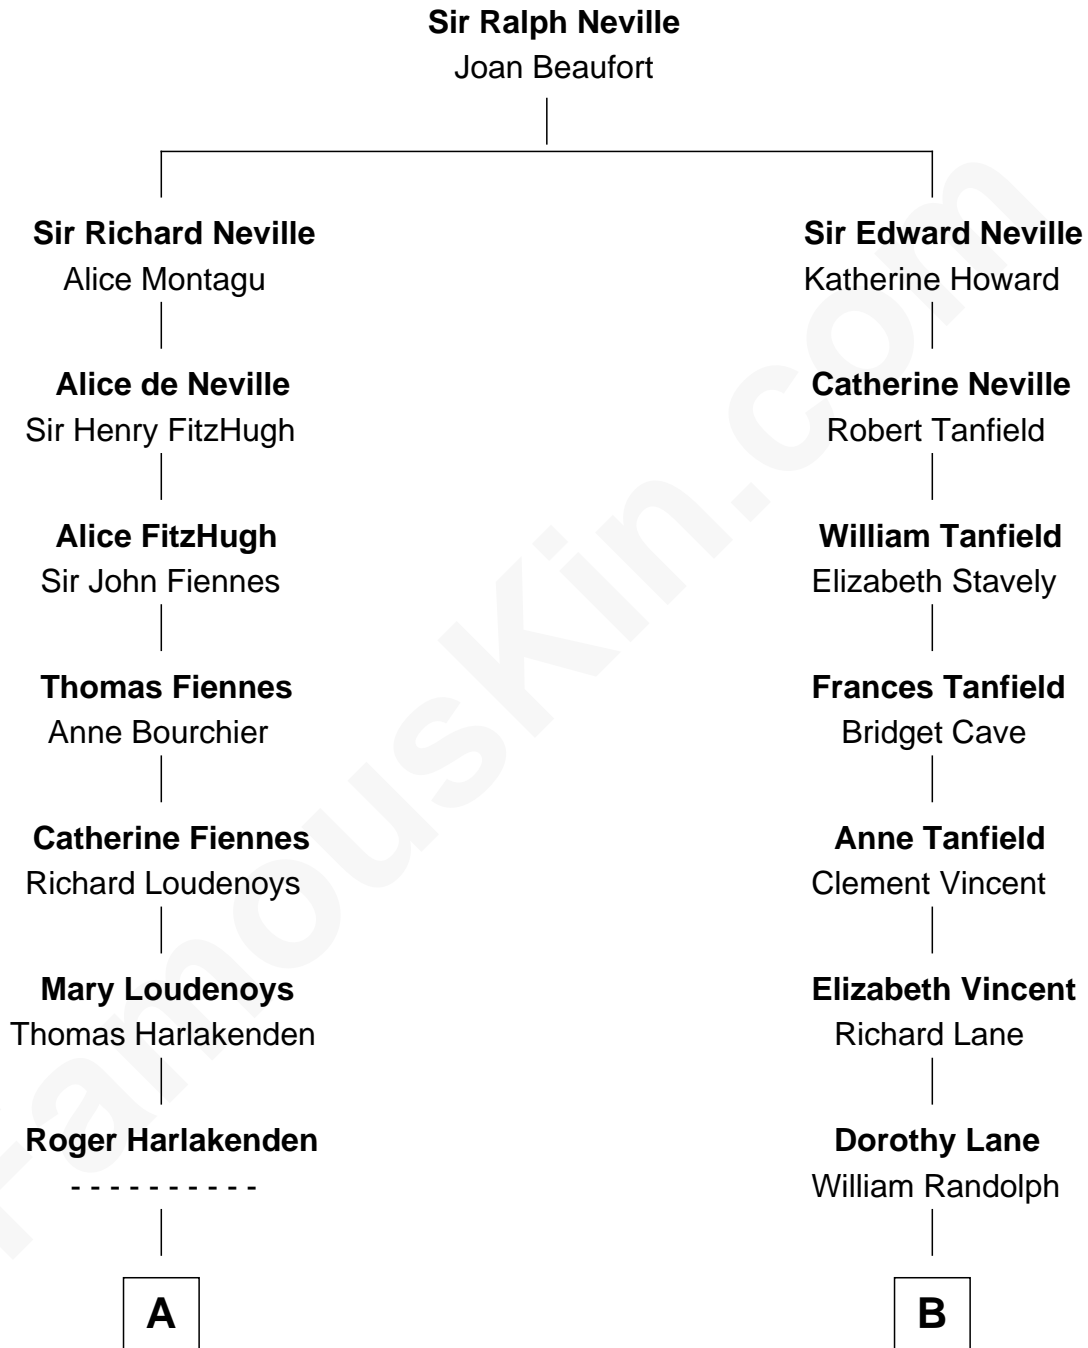 Sir Ralph Neville
Joan Beaufort
Sir Richard Neville
Alice Montagu
Sir Edward Neville
Katherine Howard
Alice de Neville
Sir Henry FitzHugh
Catherine Neville
Robert Tanfield
Alice FitzHugh
Sir John Fiennes
William Tanfield
Elizabeth Stavely
Thomas Fiennes
Anne Bourchier
Frances Tanfield
Bridget Cave
Catherine Fiennes
Richard Loudenoys
Anne Tanfield
Clement Vincent
Mary Loudenoys
Thomas Harlakenden
Elizabeth Vincent
Richard Lane
Roger Harlakenden
- - - - - - - - - -
Dorothy Lane
William Randolph
A
B
FamousKin.com